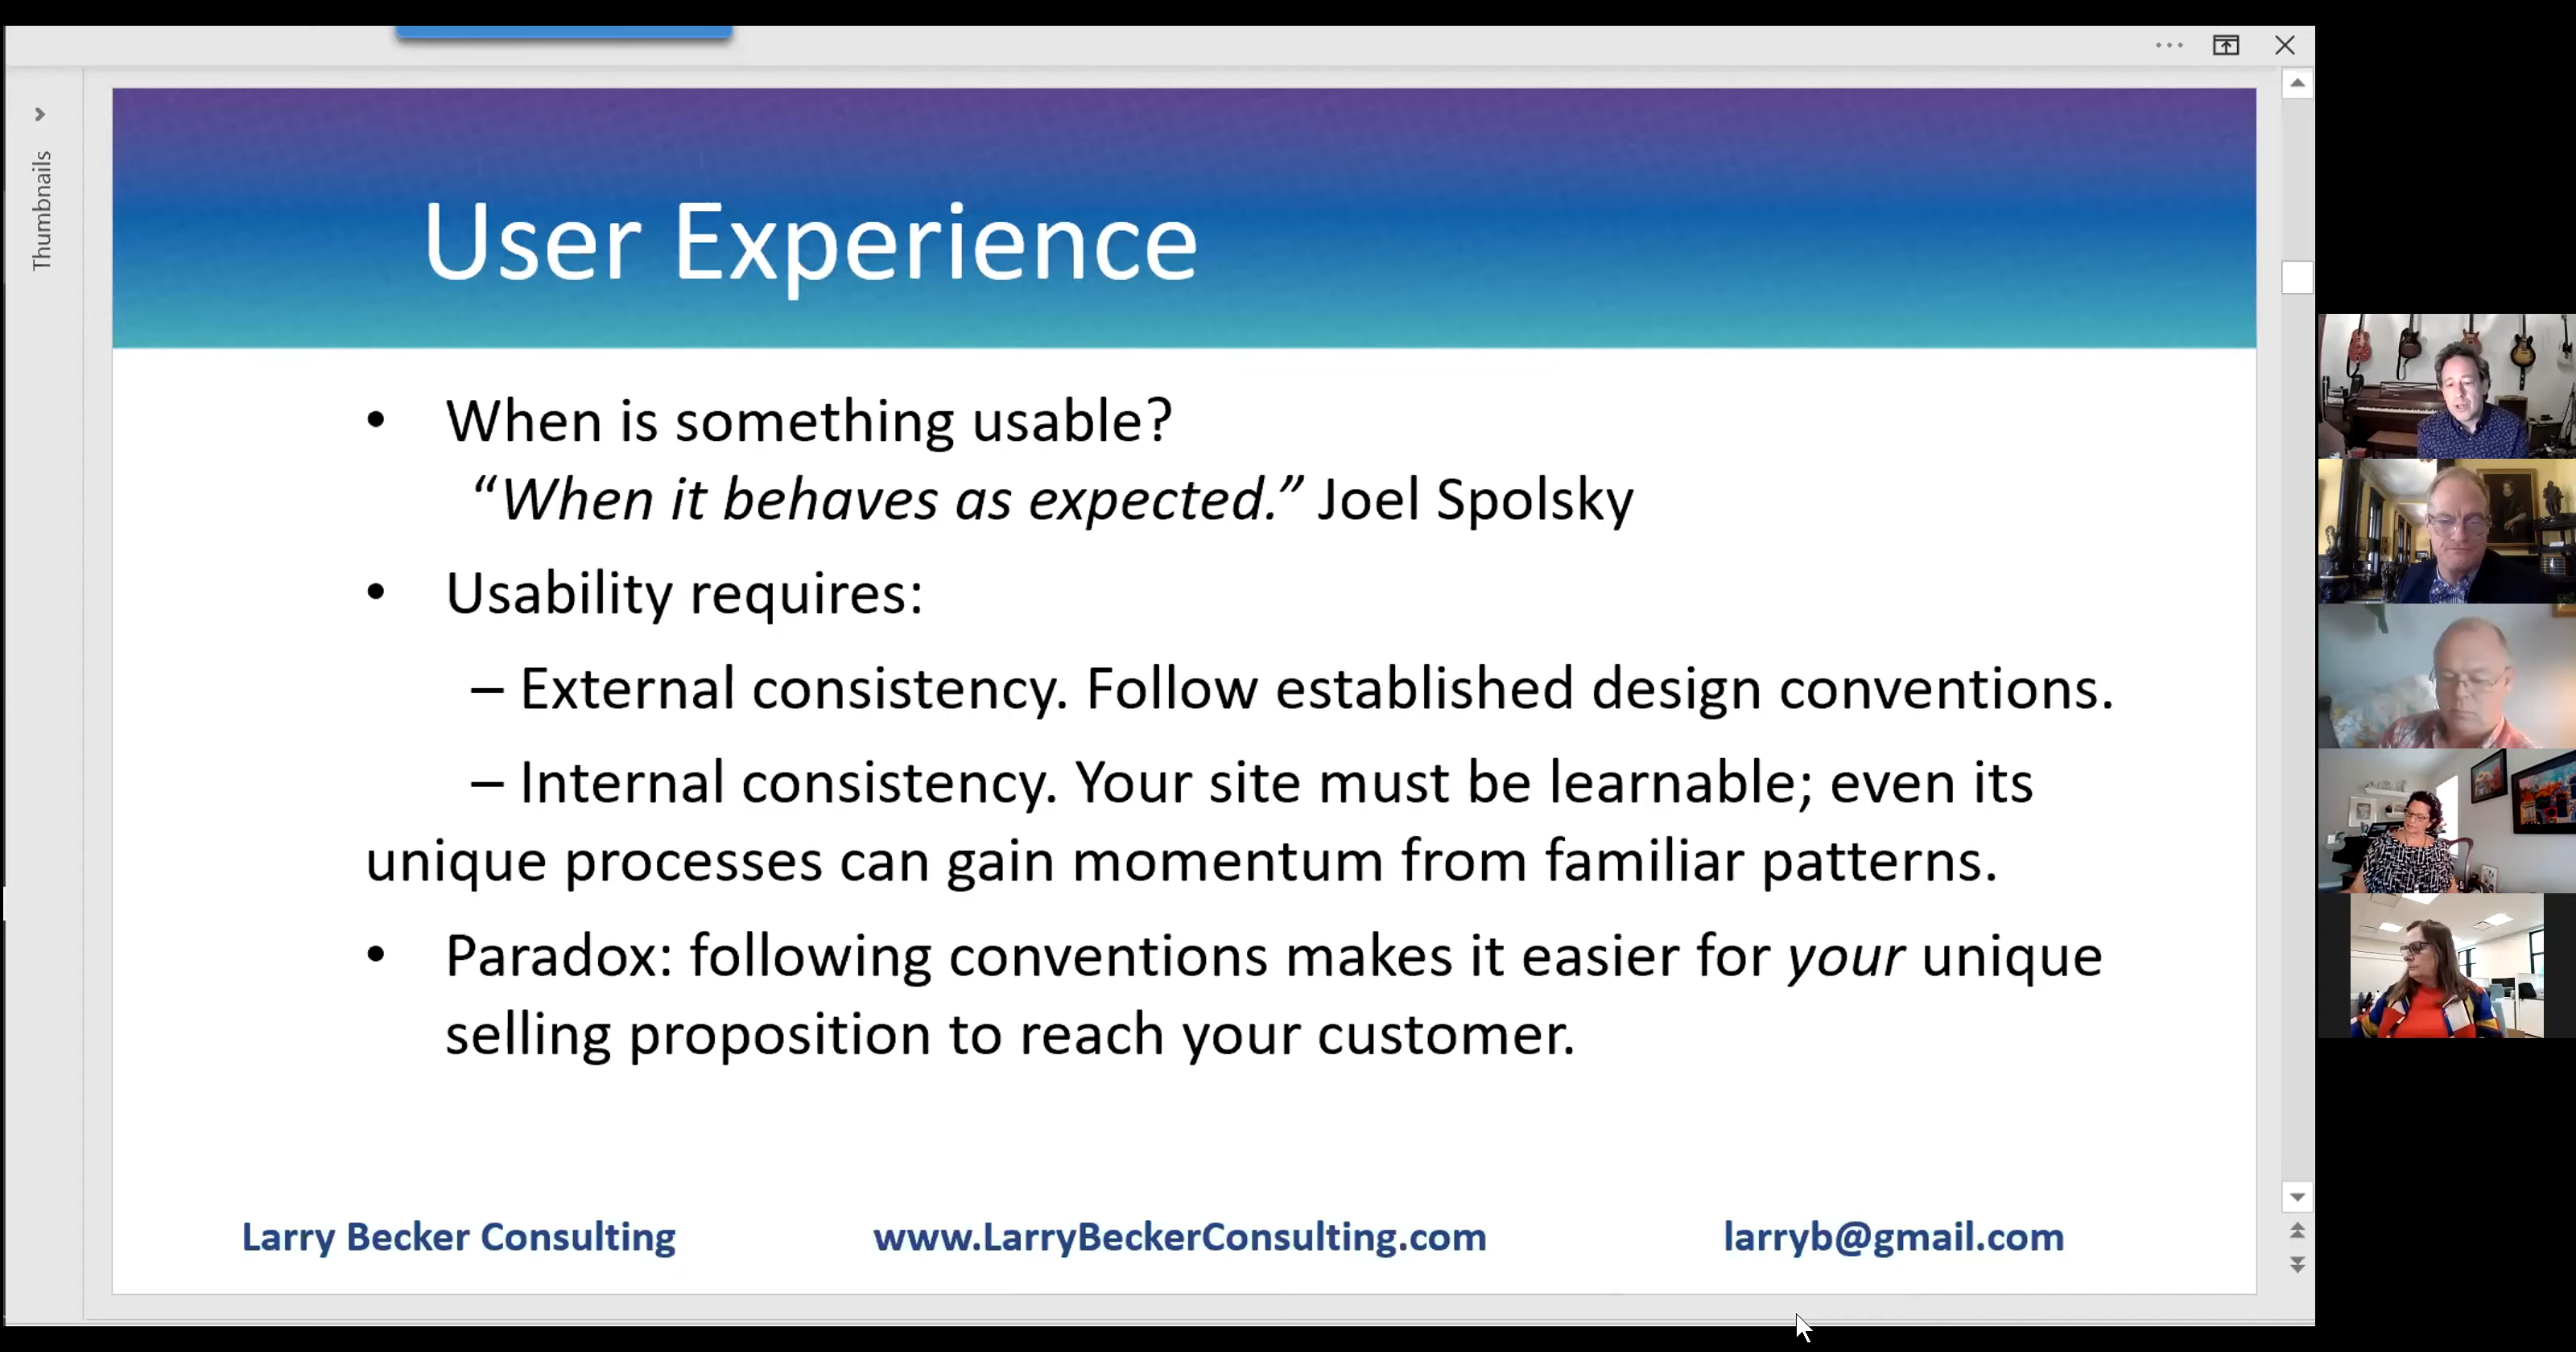 Thumbnails
User Experience
• When is something usable?
“When it behaves as expected.” Joel Spolsky
• Usability requires:
– External consistency. Follow established design conventions.
– Internal consistency. Your site must be learnable; even its
unique processes can gain momentum from familiar patterns.
• Paradox: following conventions makes it easier for your unique
selling proposition to reach your customer.
Larry Becker Consulting
www.LarryBeckerConsulting.com
larryb@gmail.com